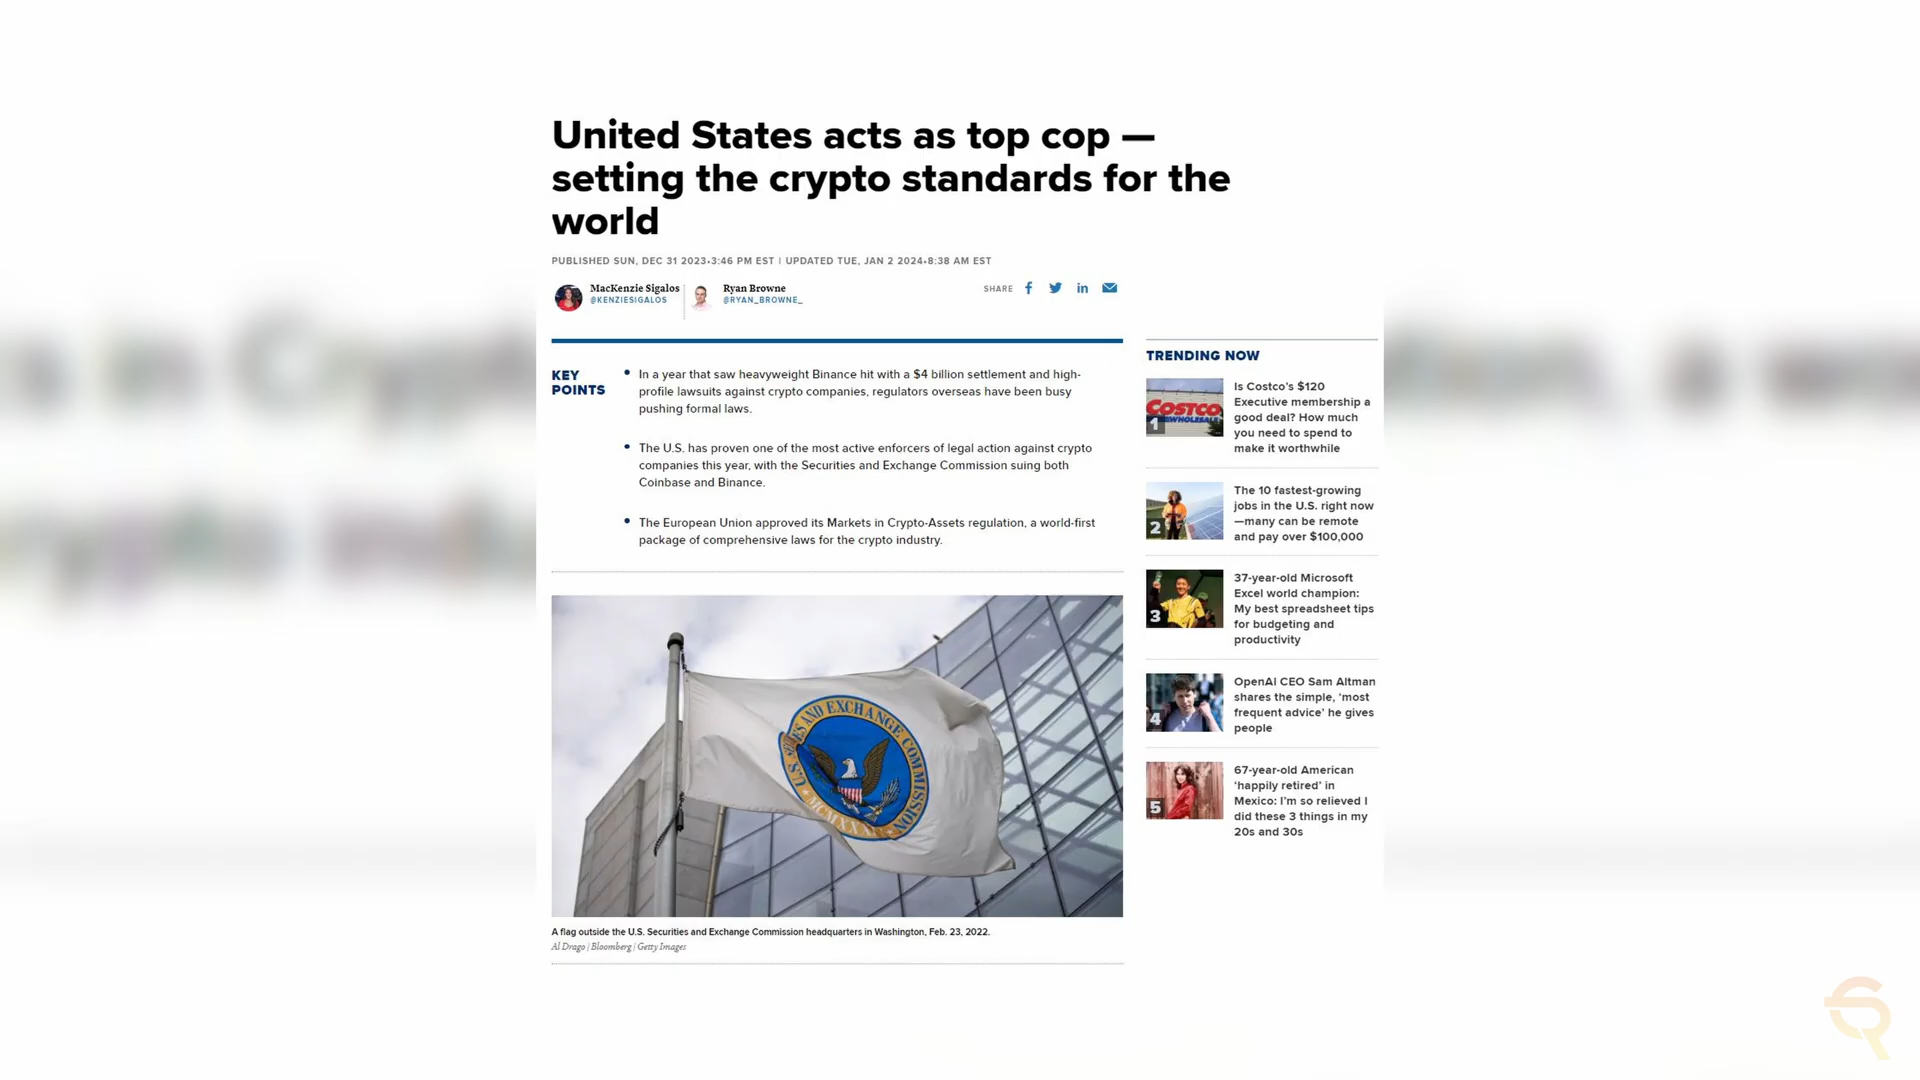 United States acts as top cop —
setting the crypto standards for the
world
PUBLISHED SUN, DEC 31 2023•3:46 PM EST | UPDATED TUE, JAN 2 2024•8:38 AM EST
MacKenzie Sigalos
@KENZIESIGALOS
Ryan Browne
@RYAN_BROWNE_
SHARE
KEY
POINTS
• In a year that saw heavyweight Binance hit with a $4 billion settlement and high-
profile lawsuits against crypto companies, regulators overseas have been busy
pushing formal laws.
• The U.S. has proven one of the most active enforcers of legal action against crypto
companies this year, with the Securities and Exchange Commission suing both
Coinbase and Binance.
• The European Union approved its Markets in Crypto-Assets regulation, a world-first
package of comprehensive laws for the crypto industry.
U.S. SECURITIES AND EXCHANGE COMMISSION
A flag outside the U.S. Securities and Exchange Commission headquarters in Washington, Feb. 23, 2022.
Al Drago | Bloomberg | Getty Images
TRENDING NOW
COSTCO
WHOLESALE
1
Is Costco's $120
Executive membership a
good deal? How much
you need to spend to
make it worthwhile
2
The 10 fastest-growing
jobs in the U.S. right now
—many can be remote
and pay over $100,000
3
37-year-old Microsoft
Excel world champion:
My best spreadsheet tips
for budgeting and
productivity
4
OpenAI CEO Sam Altman
shares the simple, ‘most
frequent advice’ he gives
people
5
67-year-old American
‘happily retired’ in
Mexico: I'm so relieved I
did these 3 things in my
20s and 30s